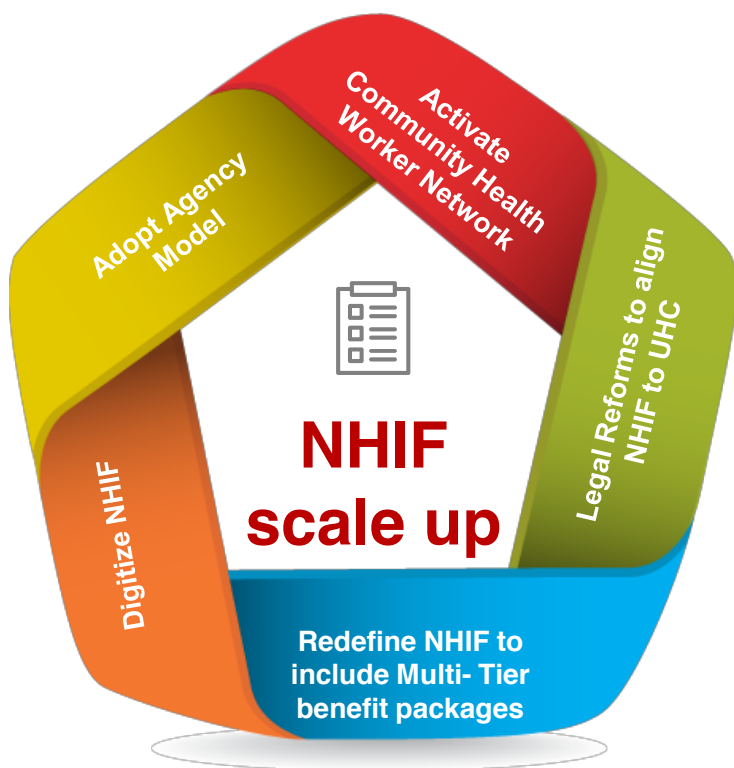 Activate
Community Health
Worker Network
Adopt Agency
Model
Legal Reforms to align
NHIF to UHC
NHIF
scale up
Digitize NHIF
Redefine NHIF to
include Multi- Tier
benefit packages